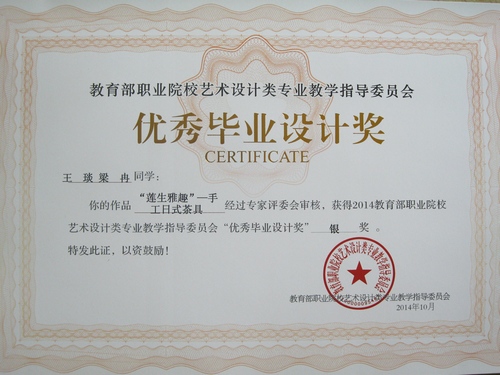 教育部职业院校艺术设计类专业教学指导委员会
优秀毕业设计奖
CERTIFICATE
王 琰 梁 冉 同学：
你的作品 “莲生雅趣”—手工日式茶具 经过专家评委会审核，获得2014教育部职业院校
艺术设计类专业教学指导委员会“优秀毕业设计奖” 银 奖。
特发此证，以资鼓励！
教育部职业院校艺术设计类专业教学指导委员会
2014年10月